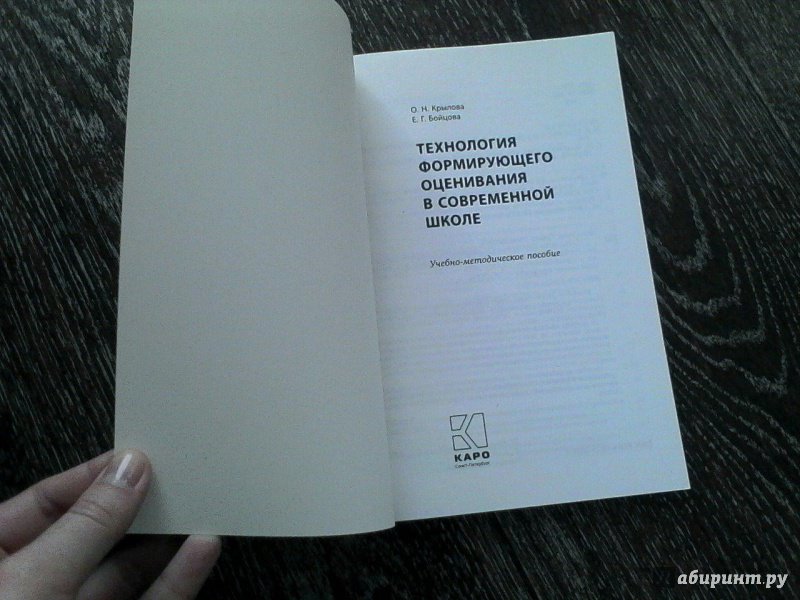 О. Н. Крылова
Е. Г. Бойцова
ТЕХНОЛОГИЯ
ФОРМИРУЮЩЕГО
ОЦЕНИВАНИЯ
В СОВРЕМЕННОЙ
ШКОЛЕ
Учебно-методическое пособие
КАРО
Санкт-Петербург
абиринт.ру